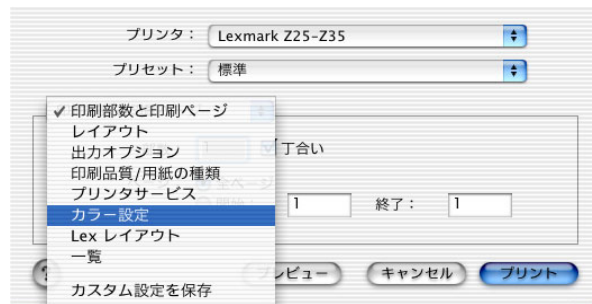 プリンタ： Lexmark Z25-Z35
プリセット： 標準
✓ 印刷部数と印刷ページ
レイアウト
出力オプション
1 丁合い
印刷品質/用紙の種類
プリンタサービス
カラー設定
1 終了： 1
Lex レイアウト
一覧
カスタム設定を保存
? プレビュー キャンセル プリント